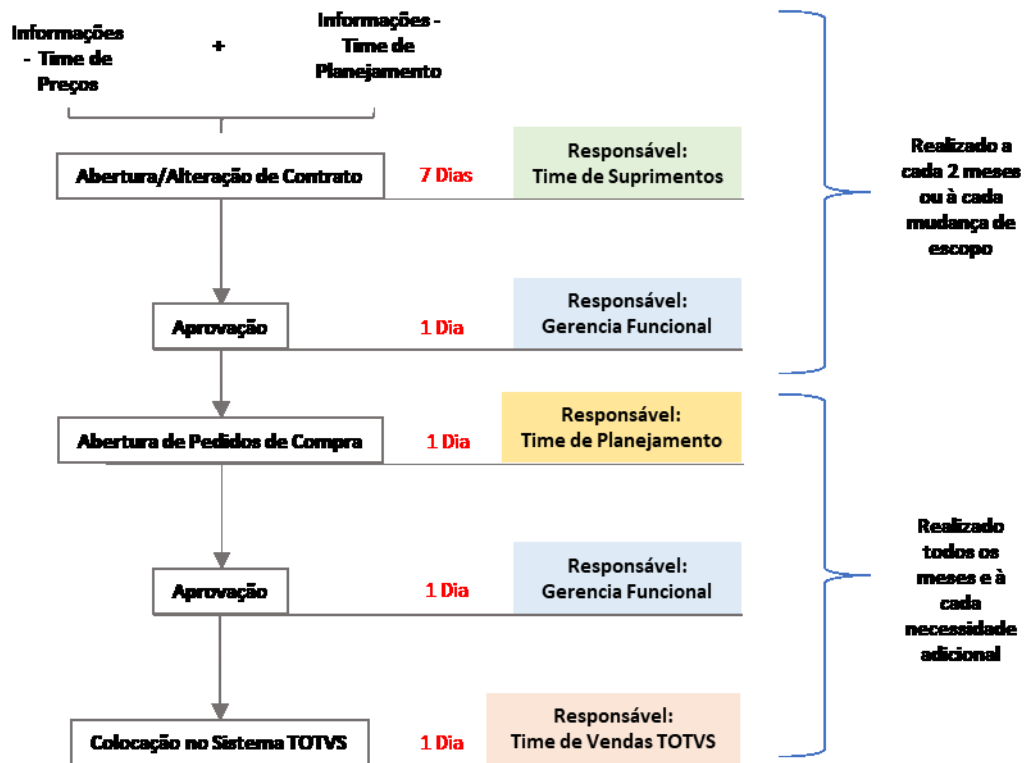 Informações
- Time de
Preços
+
Informações -
Time de
Planejamento
Abertura/Alteração de Contrato
7 Dias
Responsável:
Time de Suprimentos
Realizado a
cada 2 meses
ou à cada
mudança de
escopo
Aprovação
1 Dia
Responsável:
Gerencia Funcional
Abertura de Pedidos de Compra
1 Dia
Responsável:
Time de Planejamento
Realizado
todos os
meses e à
cada
necessidade
adicional
Aprovação
1 Dia
Responsável:
Gerencia Funcional
Colocação no Sistema TOTVS
1 Dia
Responsável:
Time de Vendas TOTVS